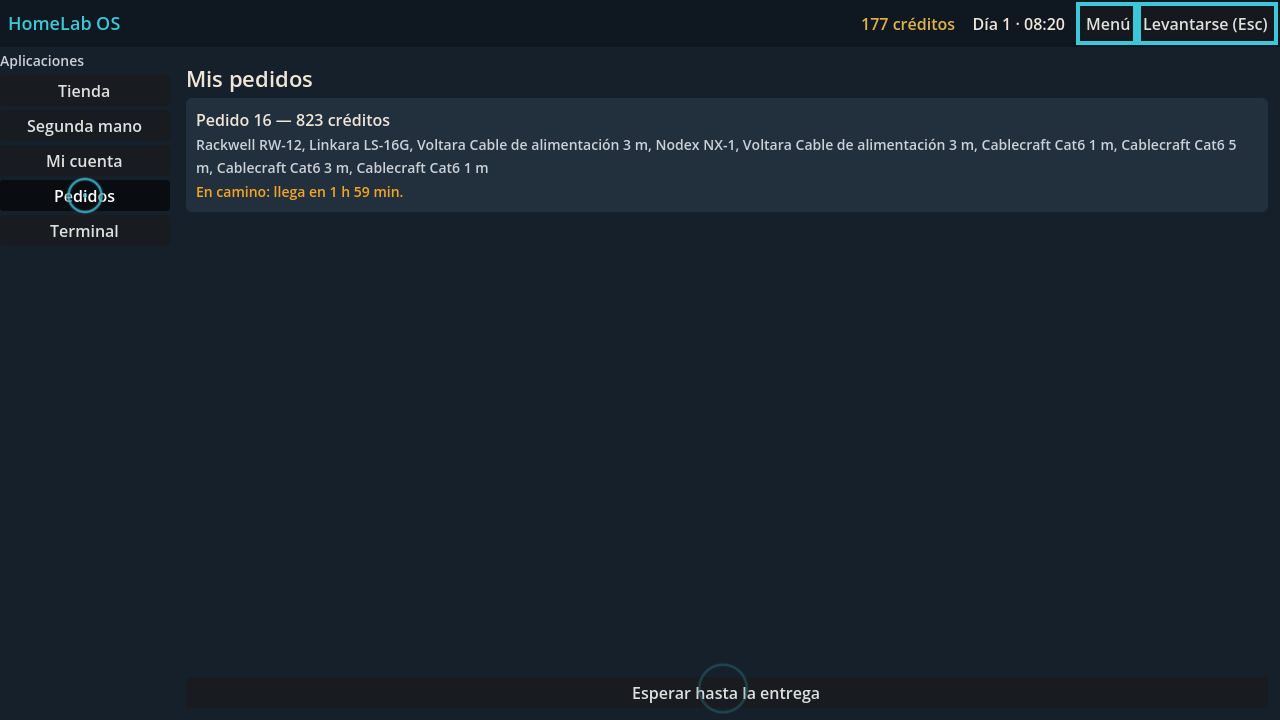 HomeLab OS
177 créditos
Día 1 · 08:20
Menú
Levantarse (Esc)
Aplicaciones
Tienda
Segunda mano
Mi cuenta
Pedidos
Terminal
Mis pedidos
Pedido 16 — 823 créditos
Rackwell RW-12, Linkara LS-16G, Voltara Cable de alimentación 3 m, Nodex NX-1, Voltara Cable de alimentación 3 m, Cablecraft Cat6 1 m, Cablecraft Cat6 5
m, Cablecraft Cat6 3 m, Cablecraft Cat6 1 m
En camino: llega en 1 h 59 min.
Esperar hasta la entrega